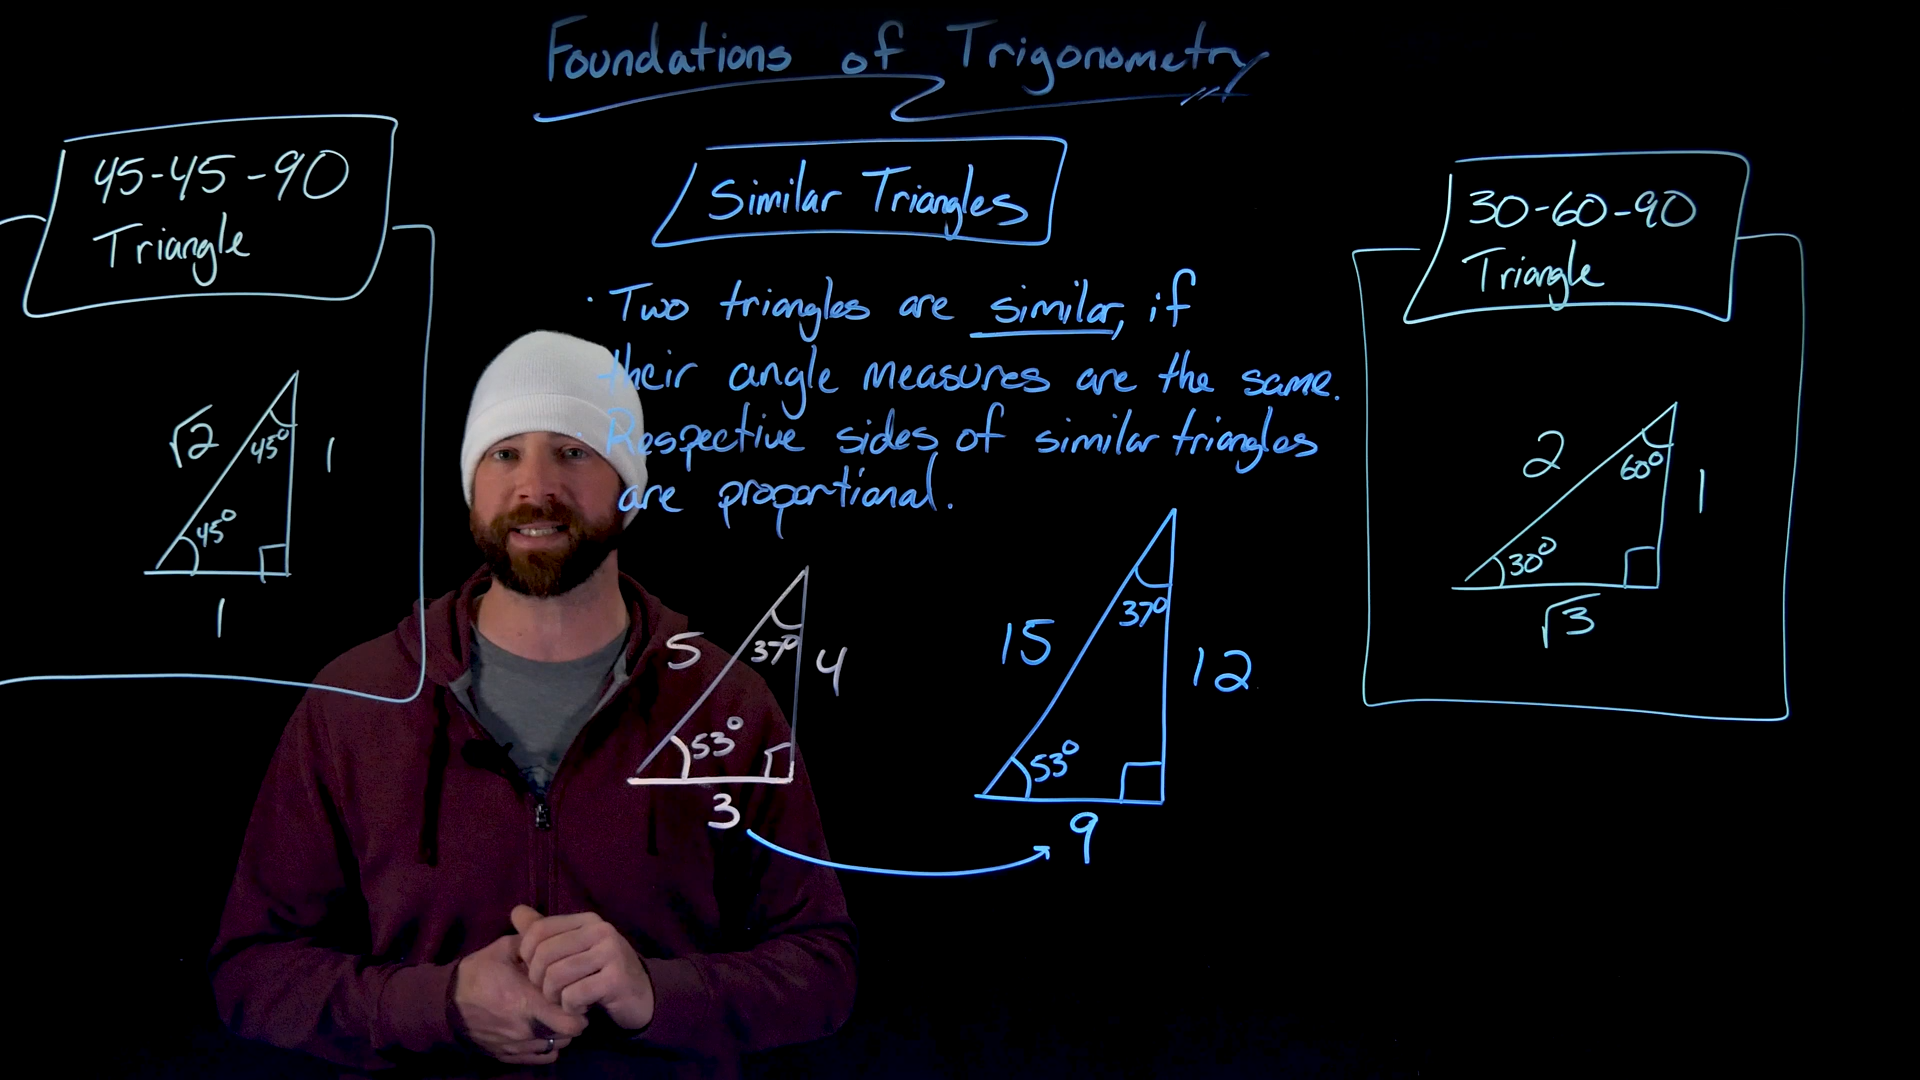 Foundations of Trigonometry
45-45-90
Triangle
√2
45°
1
45°
1
Similar Triangles
· Two triangles are similar, if
their angle measures are the same.
· Respective sides of similar triangles
are proportional.
5
37°
4
53°
3
15
37°
12
53°
9
30-60-90
Triangle
2
60°
1
30°
√3